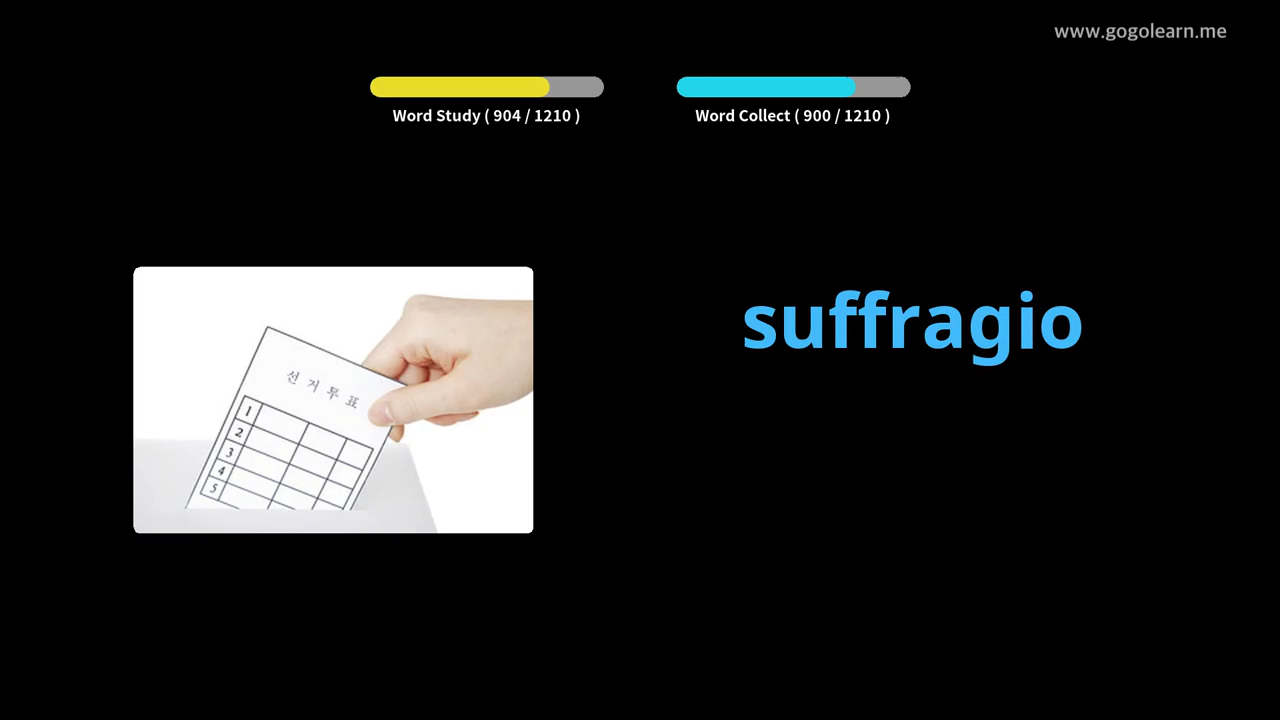 www.gogolearn.me
Word Study ( 904 / 1210 )
Word Collect ( 900 / 1210 )
선거투표
1
2
3
4
5
suffragio